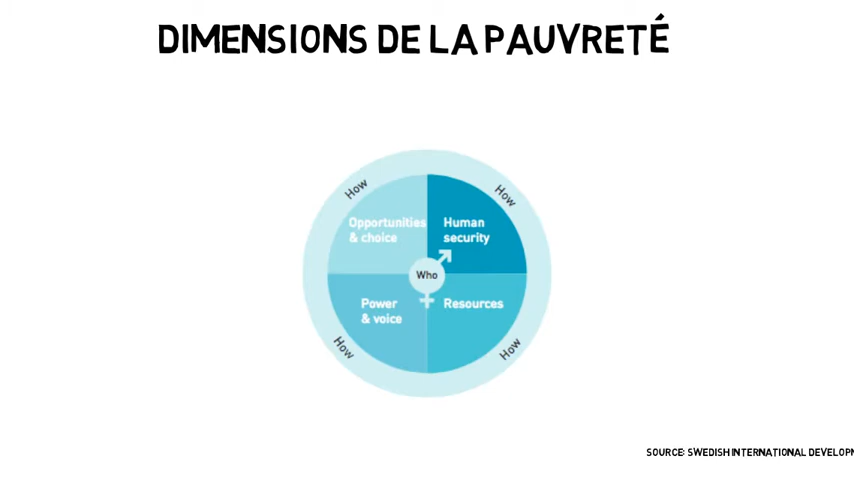 DIMENSIONS DE LA PAUVRETÉ
How
How
Opportunities
& choice
Human
security
Who
Power
& voice
Resources
How
How
SOURCE: SWEDISH INTERNATIONAL